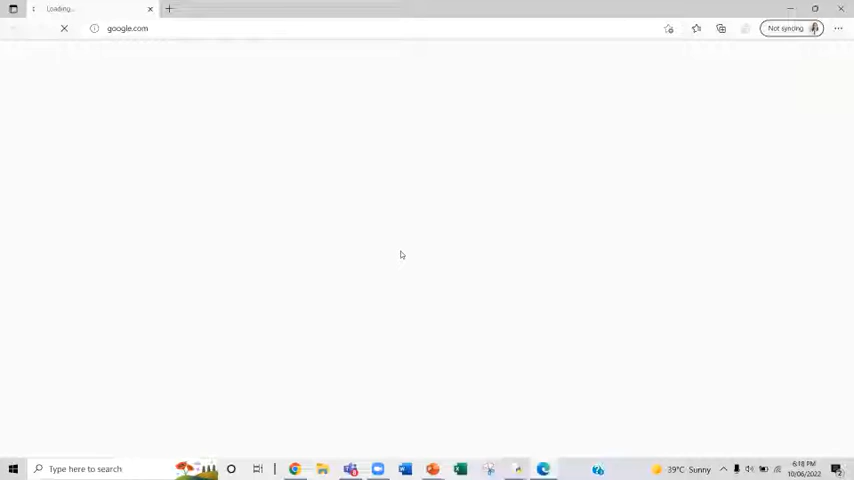 Loading...
google.com
Not syncing
Type here to search
39°C Sunny
6:18 PM
10/06/2022